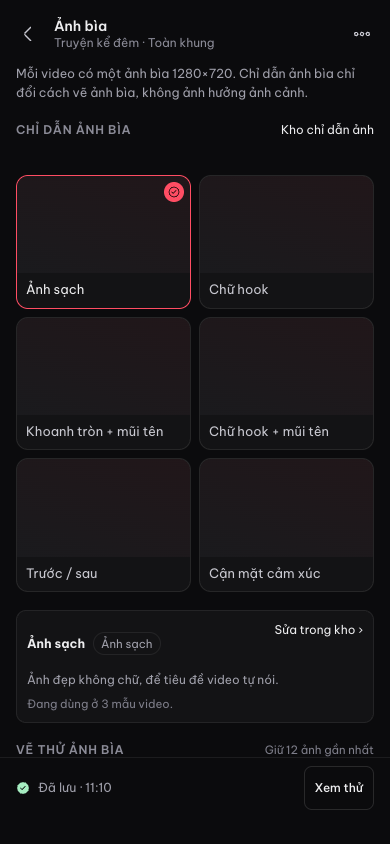 Ảnh bìa
Truyện kể đêm · Toàn khung
Mỗi video có một ảnh bìa 1280×720. Chỉ dẫn ảnh bìa chỉ
đổi cách vẽ ảnh bìa, không ảnh hưởng ảnh cảnh.
CHỈ DẪN ẢNH BÌA
Kho chỉ dẫn ảnh
Ảnh sạch
Chữ hook
Khoanh tròn + mũi tên
Chữ hook + mũi tên
Trước / sau
Cận mặt cảm xúc
Ảnh sạch
Ảnh sạch
Sửa trong kho ›
Ảnh đẹp không chữ, để tiêu đề video tự nói.
Đang dùng ở 3 mẫu video.
VẼ THỬ ẢNH BÌA
Giữ 12 ảnh gần nhất
Đã lưu · 11:10
Xem thử